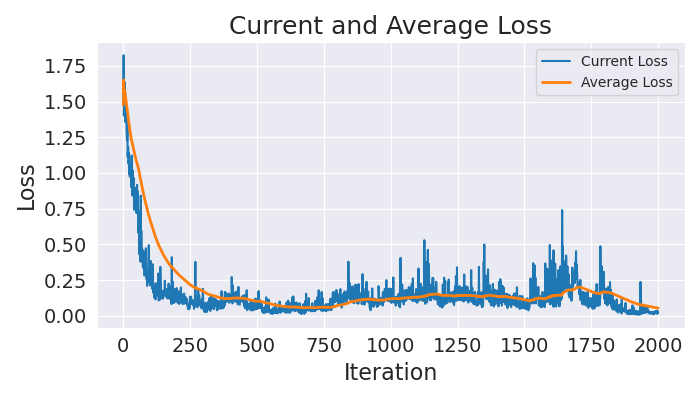 Current and Average Loss
Current Loss
Average Loss
1.75
1.50
1.25
1.00
0.75
0.50
0.25
0.00
Loss
0 250 500 750 1000 1250 1500 1750 2000
Iteration